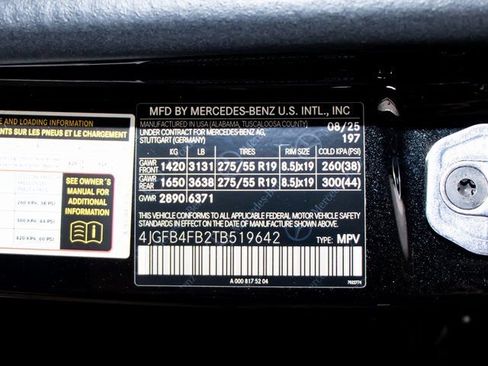 E AND LOADING INFORMATION
ENTS SUR LES PNEUS ET LE CHARGEMENT
SEE OWNER'S
MANUAL FOR
ADDITIONAL
INFORMATION
MFD BY MERCEDES-BENZ U.S. INTL., INC
MANUFACTURED IN USA (ALABAMA, TUSCALOOSA COUNTY)
UNDER CONTRACT FOR MERCEDES-BENZ AG,
STUTTGART (GERMANY)
08/25
197
KG LB TIRE SIZE RIM SIZE COLD KPA (PSI)
GAWR FRONT 1420 3131 275/55 R19 8.5Jx19 260(38)
GAWR REAR 1650 3638 275/55 R19 8.5Jx19 300(44)
GVWR 2890 6371
THIS VEHICLE CONFORMS TO ALL APPLICABLE FEDERAL MOTOR VEHICLE
SAFETY STANDARDS IN EFFECT ON THE DATE OF MANUFACTURE SHOWN ABOVE.
4JGFB4FB2TB519642 TYPE: MPV
A 000 817 52 04